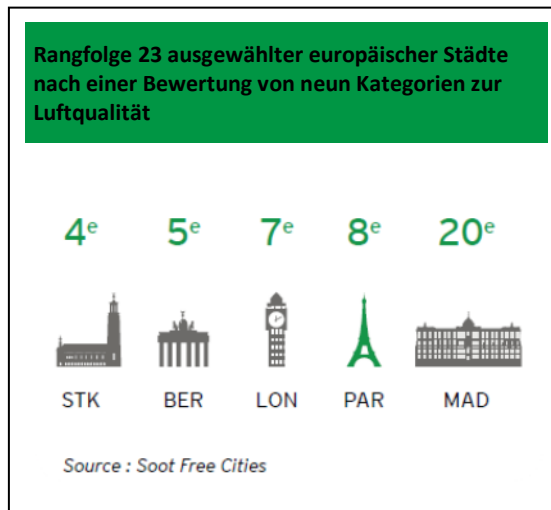 Rangfolge 23 ausgewählter europäischer Städte
nach einer Bewertung von neun Kategorien zur
Luftqualität
4e 5e 7e 8e 20e
STK BER LON PAR MAD
Source : Soot Free Cities